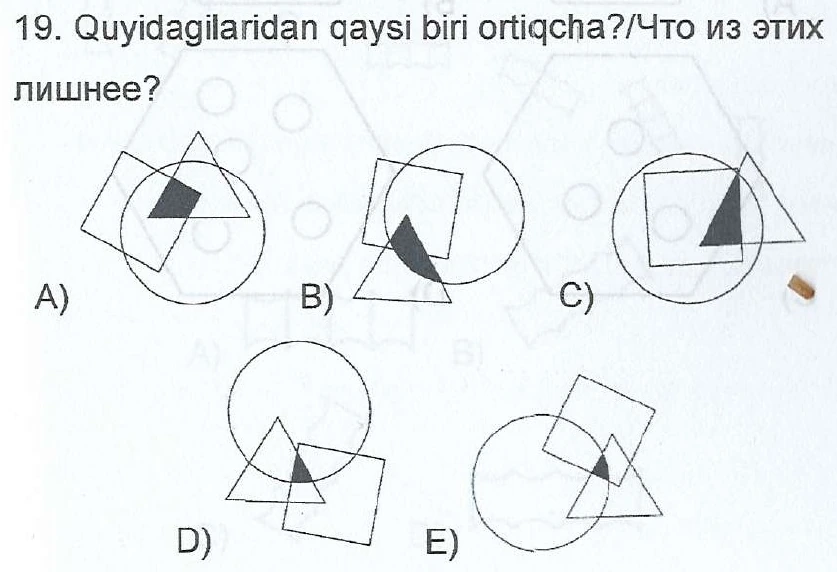 19. Quyidagilaridan qaysi biri ortiqcha?/Что из этих
лишнее?
A)
B)
C)
D)
E)